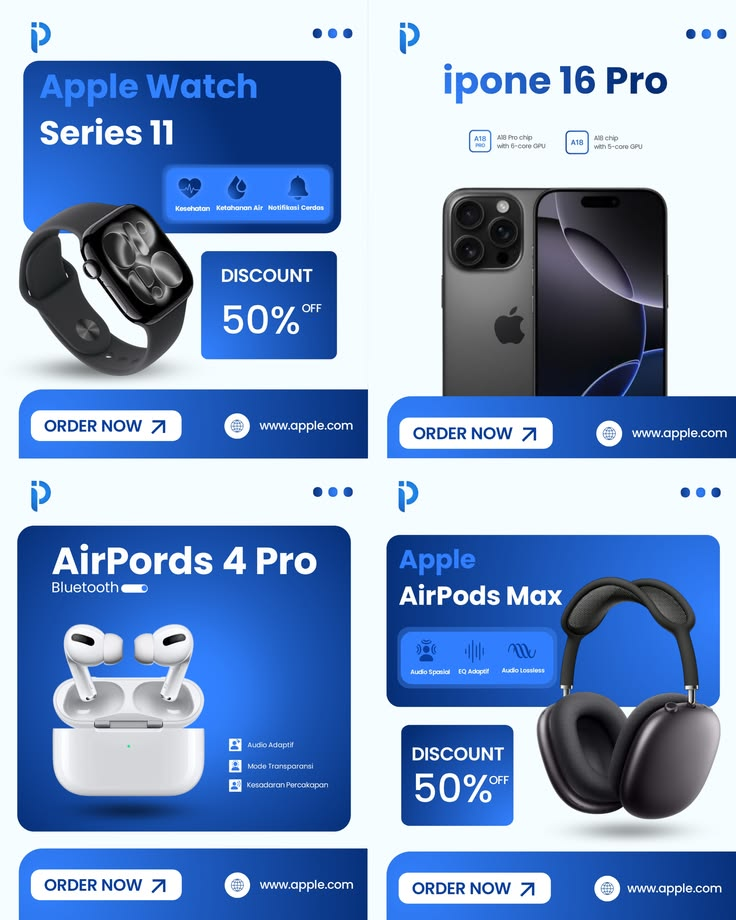 Apple Watch
Series 11
Kesehatan
Ketahanan Air
Notifikasi Cerdas
DISCOUNT
50% OFF
ORDER NOW
www.apple.com
ipone 16 Pro
A18 PRO
A18 Pro chip
with 6-core GPU
A18
A18 chip
with 5-core GPU
ORDER NOW
www.apple.com
AirPords 4 Pro
Bluetooth
Audio Adaptif
Mode Transparansi
Kesadaran Percakapan
ORDER NOW
www.apple.com
Apple
AirPods Max
Audio Spasial
EQ Adaptif
Audio Lossless
DISCOUNT
50% OFF
ORDER NOW
www.apple.com